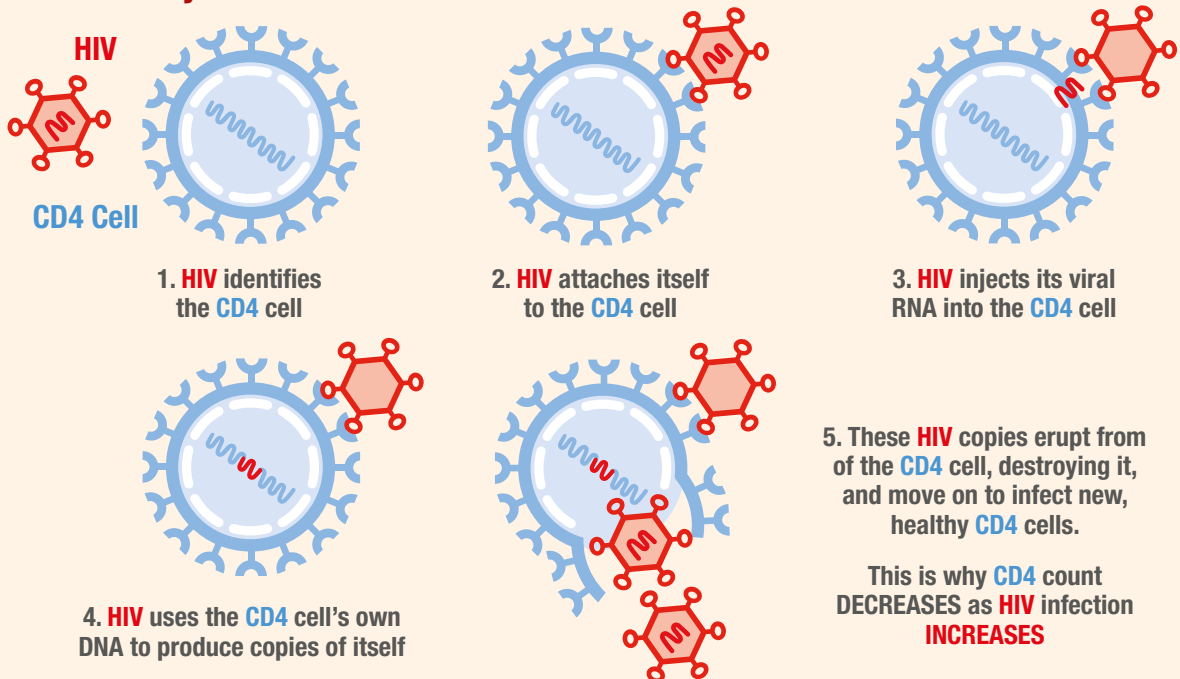 HIV
CD4 Cell
1. HIV identifies
the CD4 cell
2. HIV attaches itself
to the CD4 cell
3. HIV injects its viral
RNA into the CD4 cell
4. HIV uses the CD4 cell's own
DNA to produce copies of itself
5. These HIV copies erupt from
of the CD4 cell, destroying it,
and move on to infect new,
healthy CD4 cells.
This is why CD4 count
DECREASES as HIV infection
INCREASES